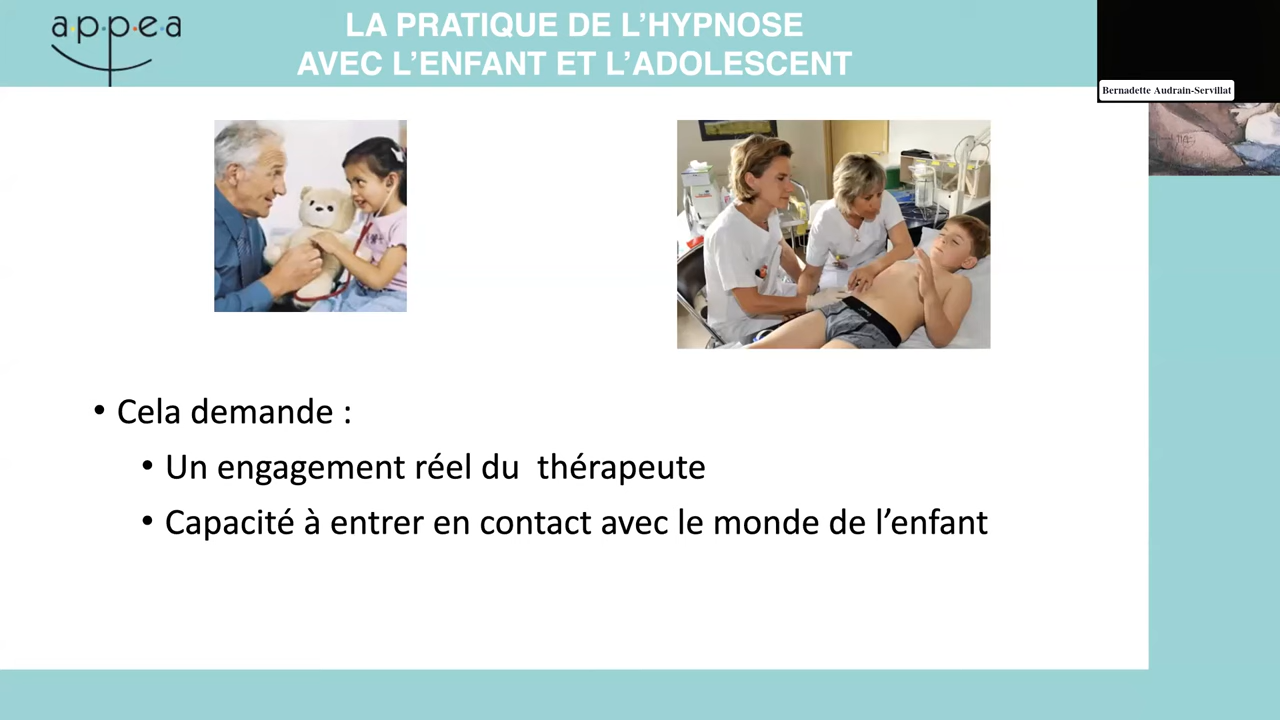 appea
LA PRATIQUE DE L'HYPNOSE
AVEC L'ENFANT ET L'ADOLESCENT
Bernadette Audrain-Servillat
• Cela demande :
• Un engagement réel du  thérapeute
• Capacité à entrer en contact avec le monde de l'enfant